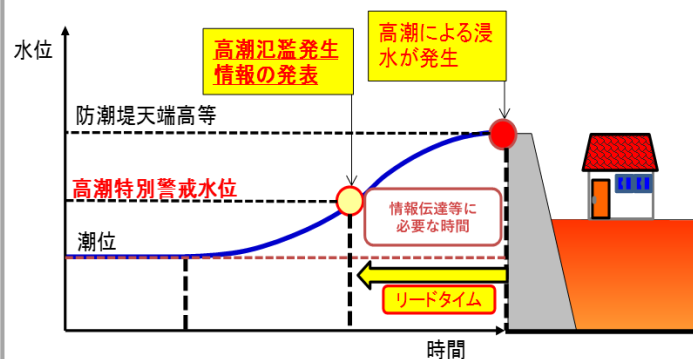 水位
高潮氾濫発生
情報の発表
高潮による浸
水が発生
防潮堤天端高等
高潮特別警戒水位
情報伝達等に
必要な時間
潮位
リードタイム
時間